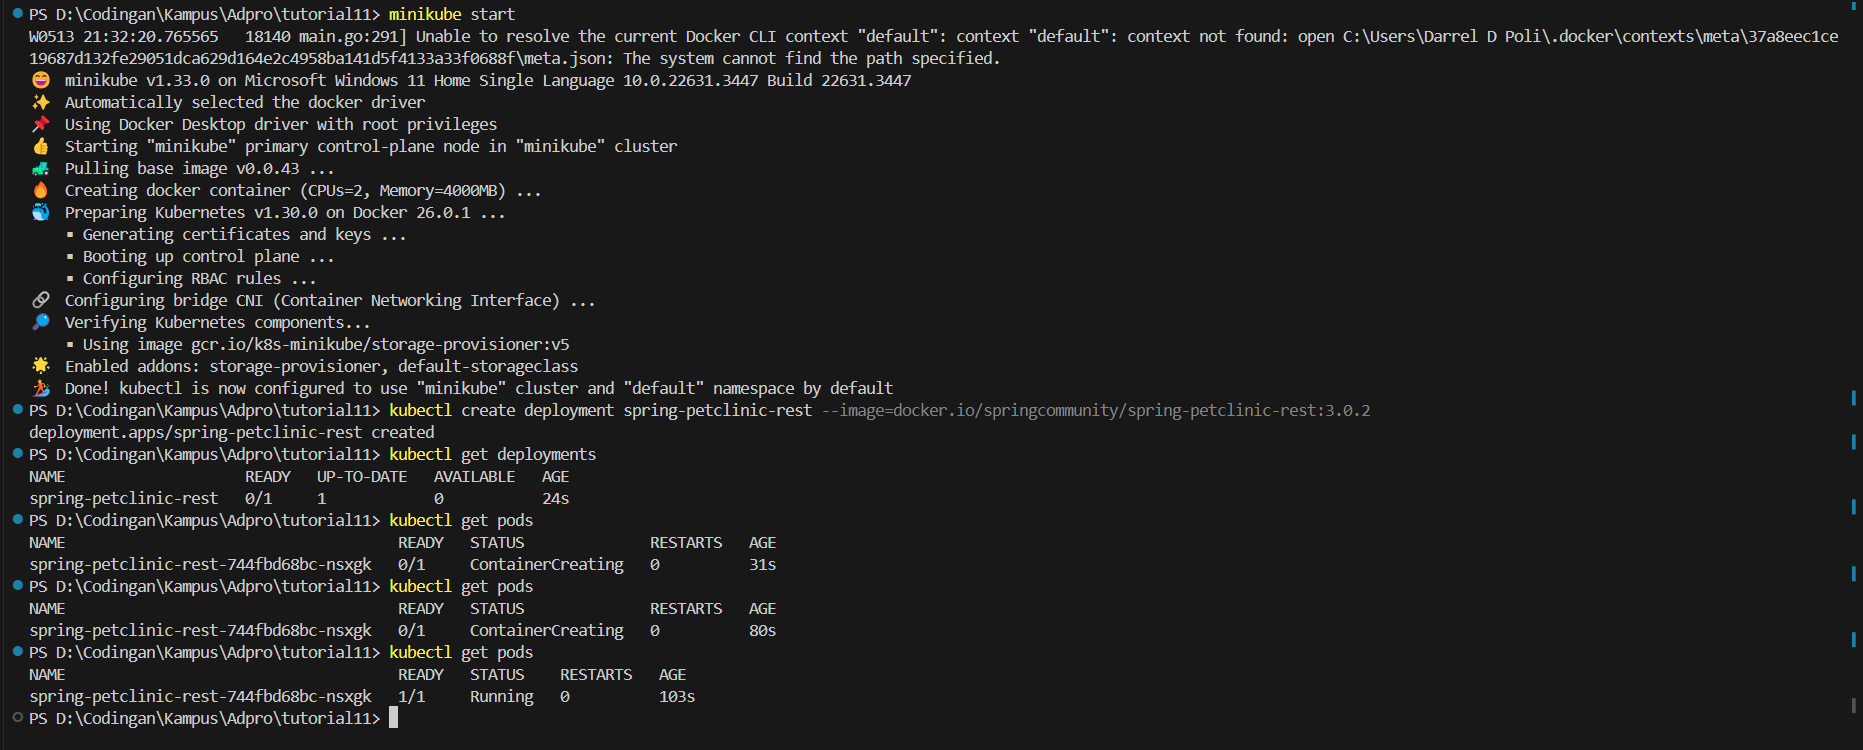 PS D:\Codingan\Kampus\Adpro\tutorial11> minikube start
W0513 21:32:20.765565   18140 main.go:291] Unable to resolve the current Docker CLI context "default": context "default": context not found: open C:\Users\Darrel D Poli\.docker\contexts\meta\37a8eec1ce
19687d132fe29051dca629d164e2c4958ba141d5f4133a33f0688f\meta.json: The system cannot find the path specified.
😄  minikube v1.33.0 on Microsoft Windows 11 Home Single Language 10.0.22631.3447 Build 22631.3447
✨  Automatically selected the docker driver
📌  Using Docker Desktop driver with root privileges
👍  Starting "minikube" primary control-plane node in "minikube" cluster
🚜  Pulling base image v0.0.43 ...
🔥  Creating docker container (CPUs=2, Memory=4000MB) ...
🐳  Preparing Kubernetes v1.30.0 on Docker 26.0.1 ...
▪ Generating certificates and keys ...
▪ Booting up control plane ...
▪ Configuring RBAC rules ...
🔗  Configuring bridge CNI (Container Networking Interface) ...
🔎  Verifying Kubernetes components...
▪ Using image gcr.io/k8s-minikube/storage-provisioner:v5
🌟  Enabled addons: storage-provisioner, default-storageclass
🏄  Done! kubectl is now configured to use "minikube" cluster and "default" namespace by default
PS D:\Codingan\Kampus\Adpro\tutorial11> kubectl create deployment spring-petclinic-rest --image=docker.io/springcommunity/spring-petclinic-rest:3.0.2
deployment.apps/spring-petclinic-rest created
PS D:\Codingan\Kampus\Adpro\tutorial11> kubectl get deployments
NAME                    READY   UP-TO-DATE   AVAILABLE   AGE
spring-petclinic-rest   0/1     1            0           24s
PS D:\Codingan\Kampus\Adpro\tutorial11> kubectl get pods
NAME                                     READY   STATUS              RESTARTS   AGE
spring-petclinic-rest-744fbd68bc-nsxgk   0/1     ContainerCreating   0          31s
PS D:\Codingan\Kampus\Adpro\tutorial11> kubectl get pods
NAME                                     READY   STATUS              RESTARTS   AGE
spring-petclinic-rest-744fbd68bc-nsxgk   0/1     ContainerCreating   0          80s
PS D:\Codingan\Kampus\Adpro\tutorial11> kubectl get pods
NAME                                     READY   STATUS    RESTARTS   AGE
spring-petclinic-rest-744fbd68bc-nsxgk   1/1     Running   0          103s
PS D:\Codingan\Kampus\Adpro\tutorial11>